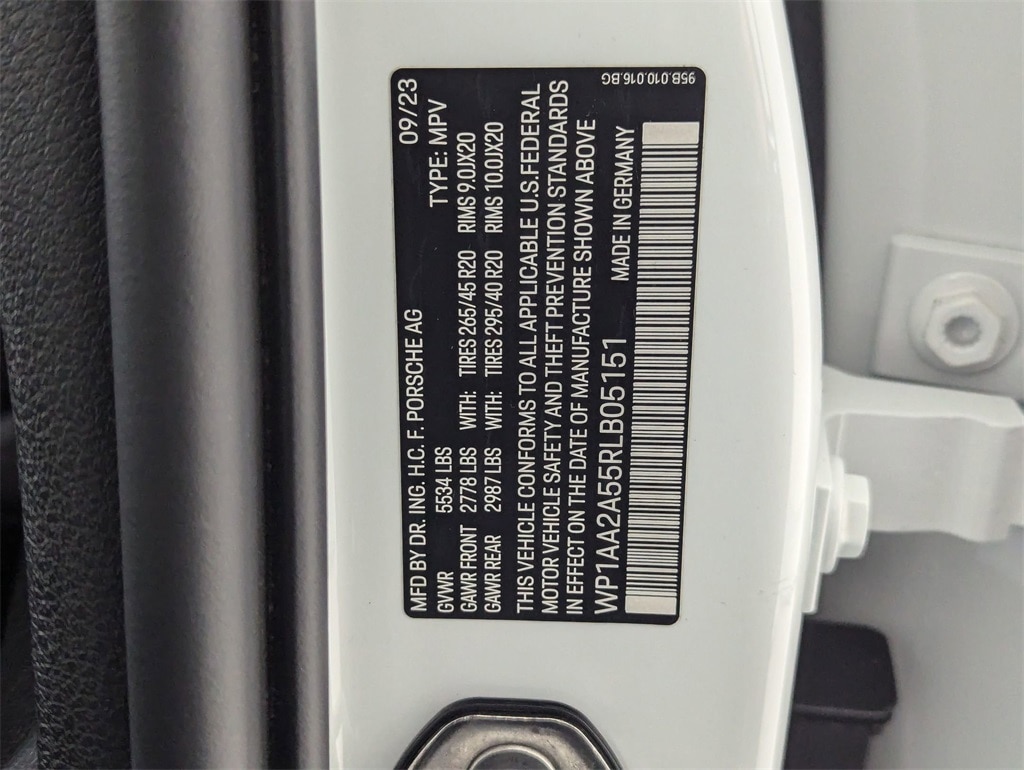 MFD BY DR. ING. H.C. F. PORSCHE AG 09/23
GVWR 5534 LBS TYPE: MPV
GAWR FRONT 2778 LBS WITH: TIRES 265/45 R20 RIMS 9.0JX20
GAWR REAR 2987 LBS WITH: TIRES 295/40 R20 RIMS 10.0JX20
THIS VEHICLE CONFORMS TO ALL APPLICABLE U.S.FEDERAL
MOTOR VEHICLE SAFETY AND THEFT PREVENTION STANDARDS
IN EFFECT ON THE DATE OF MANUFACTURE SHOWN ABOVE
WP1AA2A55RLB05151 MADE IN GERMANY
95B.010.016.BG